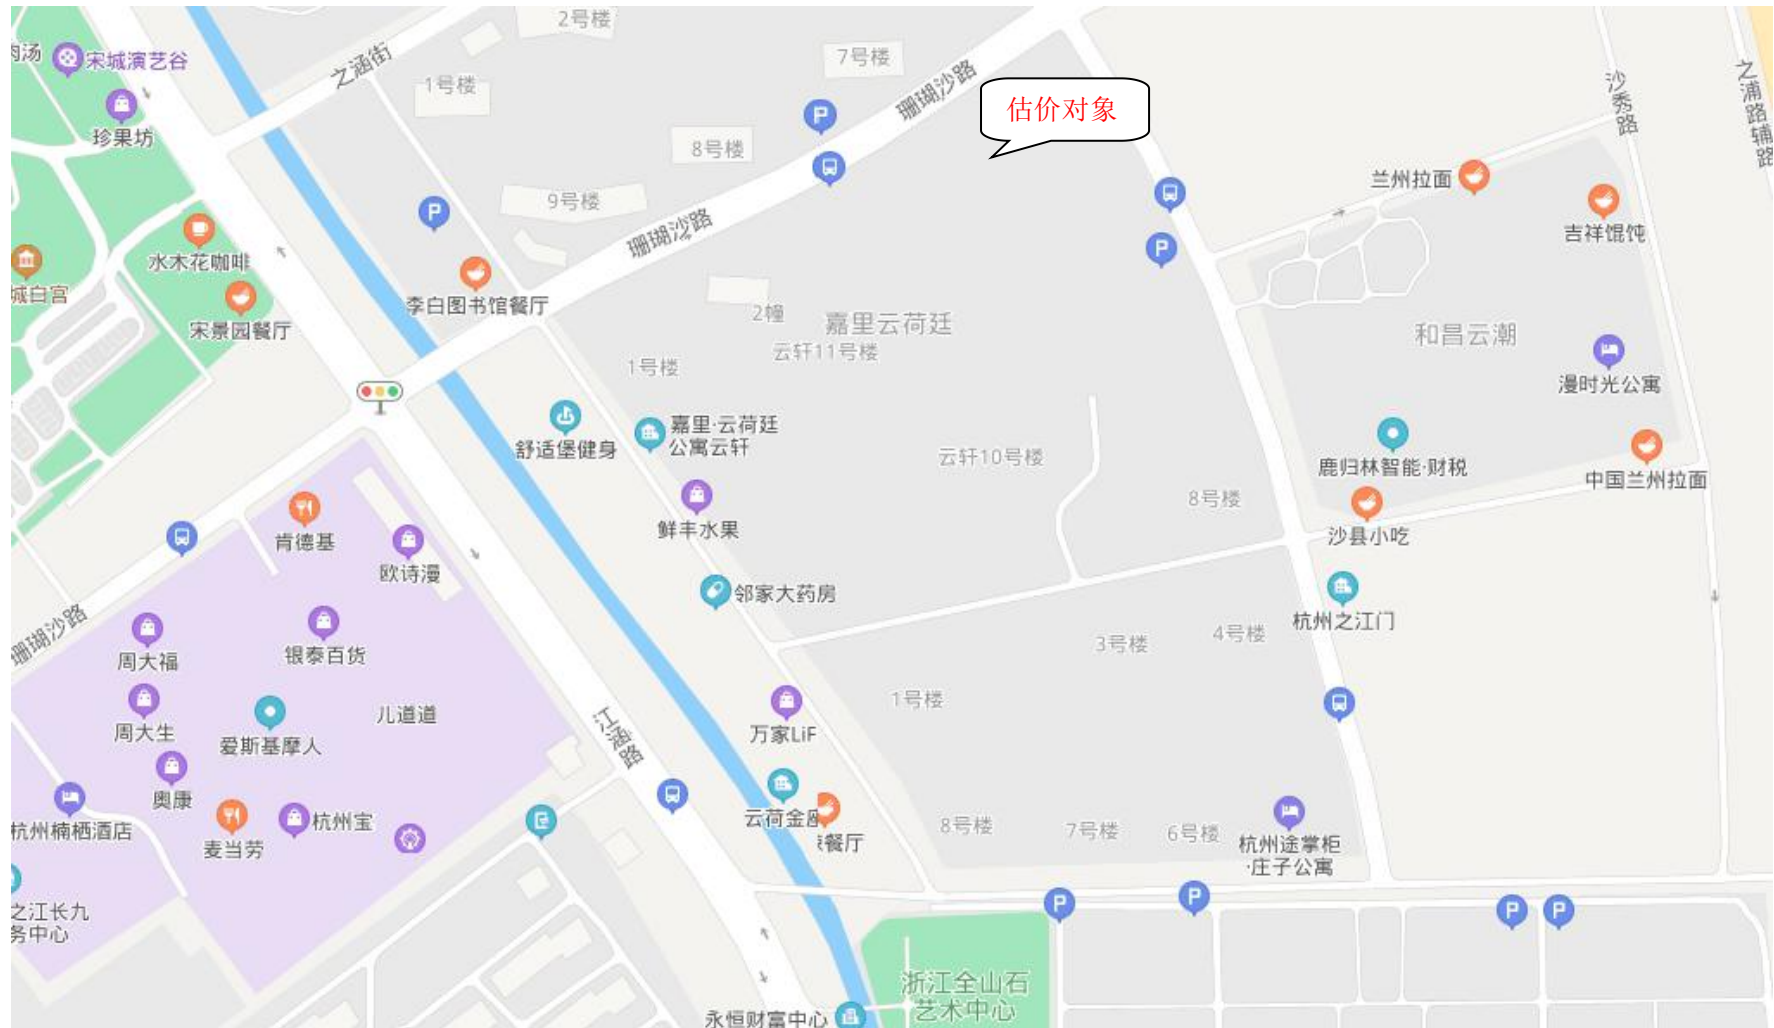 2号楼
肉汤
宋城演艺谷
之涵街
7号楼
珊瑚沙路
估价对象
沙秀路
之浦路辅路
1号楼
珍果坊
8号楼
兰州拉面
9号楼
珊瑚沙路
吉祥馄饨
水木花咖啡
城白宫
李白图书馆餐厅
宋景园餐厅
2幢
嘉里云荷廷
和昌云潮
云轩11号楼
1号楼
漫时光公寓
嘉里·云荷廷
公寓云轩
舒适堡健身
云轩10号楼
鹿归林智能·财税
中国兰州拉面
8号楼
鲜丰水果
沙县小吃
肯德基
欧诗漫
邻家大药房
杭州之江门
珊瑚沙路
3号楼
4号楼
周大福
银泰百货
1号楼
儿道道
周大生
爱斯基摩人
江涵路
万家LiF
奥康
杭州楠栖酒店
杭州宝
麦当劳
云荷金座
餐厅
8号楼
7号楼
6号楼
杭州途掌柜
·庄子公寓
之江长九
务中心
浙江全山石
艺术中心
永恒财富中心